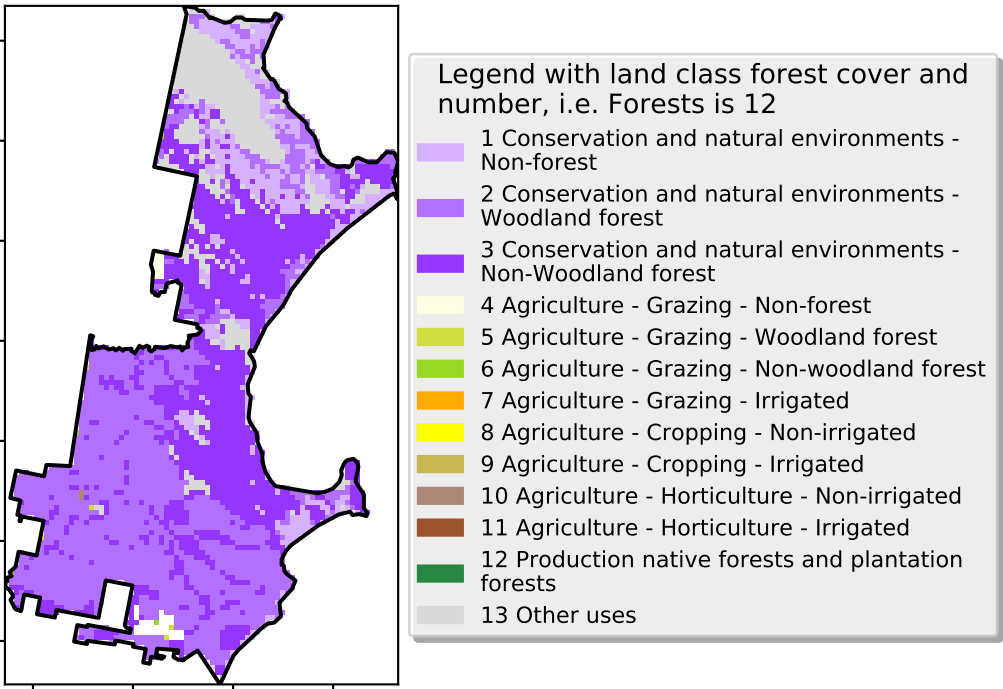 Legend with land class forest cover and
number, i.e. Forests is 12
1 Conservation and natural environments -
Non-forest
2 Conservation and natural environments -
Woodland forest
3 Conservation and natural environments -
Non-Woodland forest
4 Agriculture - Grazing - Non-forest
5 Agriculture - Grazing - Woodland forest
6 Agriculture - Grazing - Non-woodland forest
7 Agriculture - Grazing - Irrigated
8 Agriculture - Cropping - Non-irrigated
9 Agriculture - Cropping - Irrigated
10 Agriculture - Horticulture - Non-irrigated
11 Agriculture - Horticulture - Irrigated
12 Production native forests and plantation
forests
13 Other uses